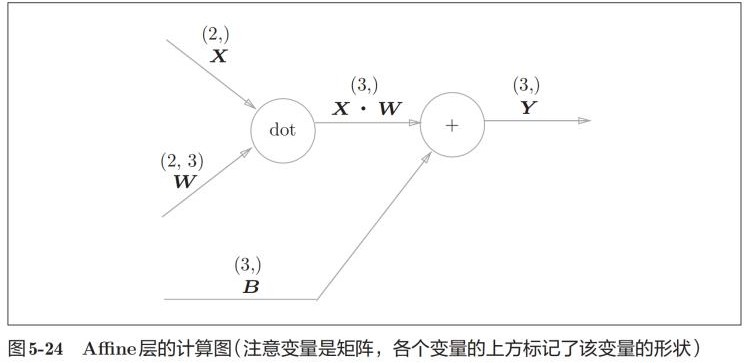 (2,)
X
(2, 3)
W
dot
(3,)
X · W
(3,)
B
+
(3,)
Y
图5-24 Affine层的计算图（注意变量是矩阵，各个变量的上方标记了该变量的形状）